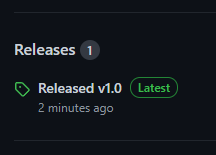 Releases 1
Released v1.0 Latest
2 minutes ago